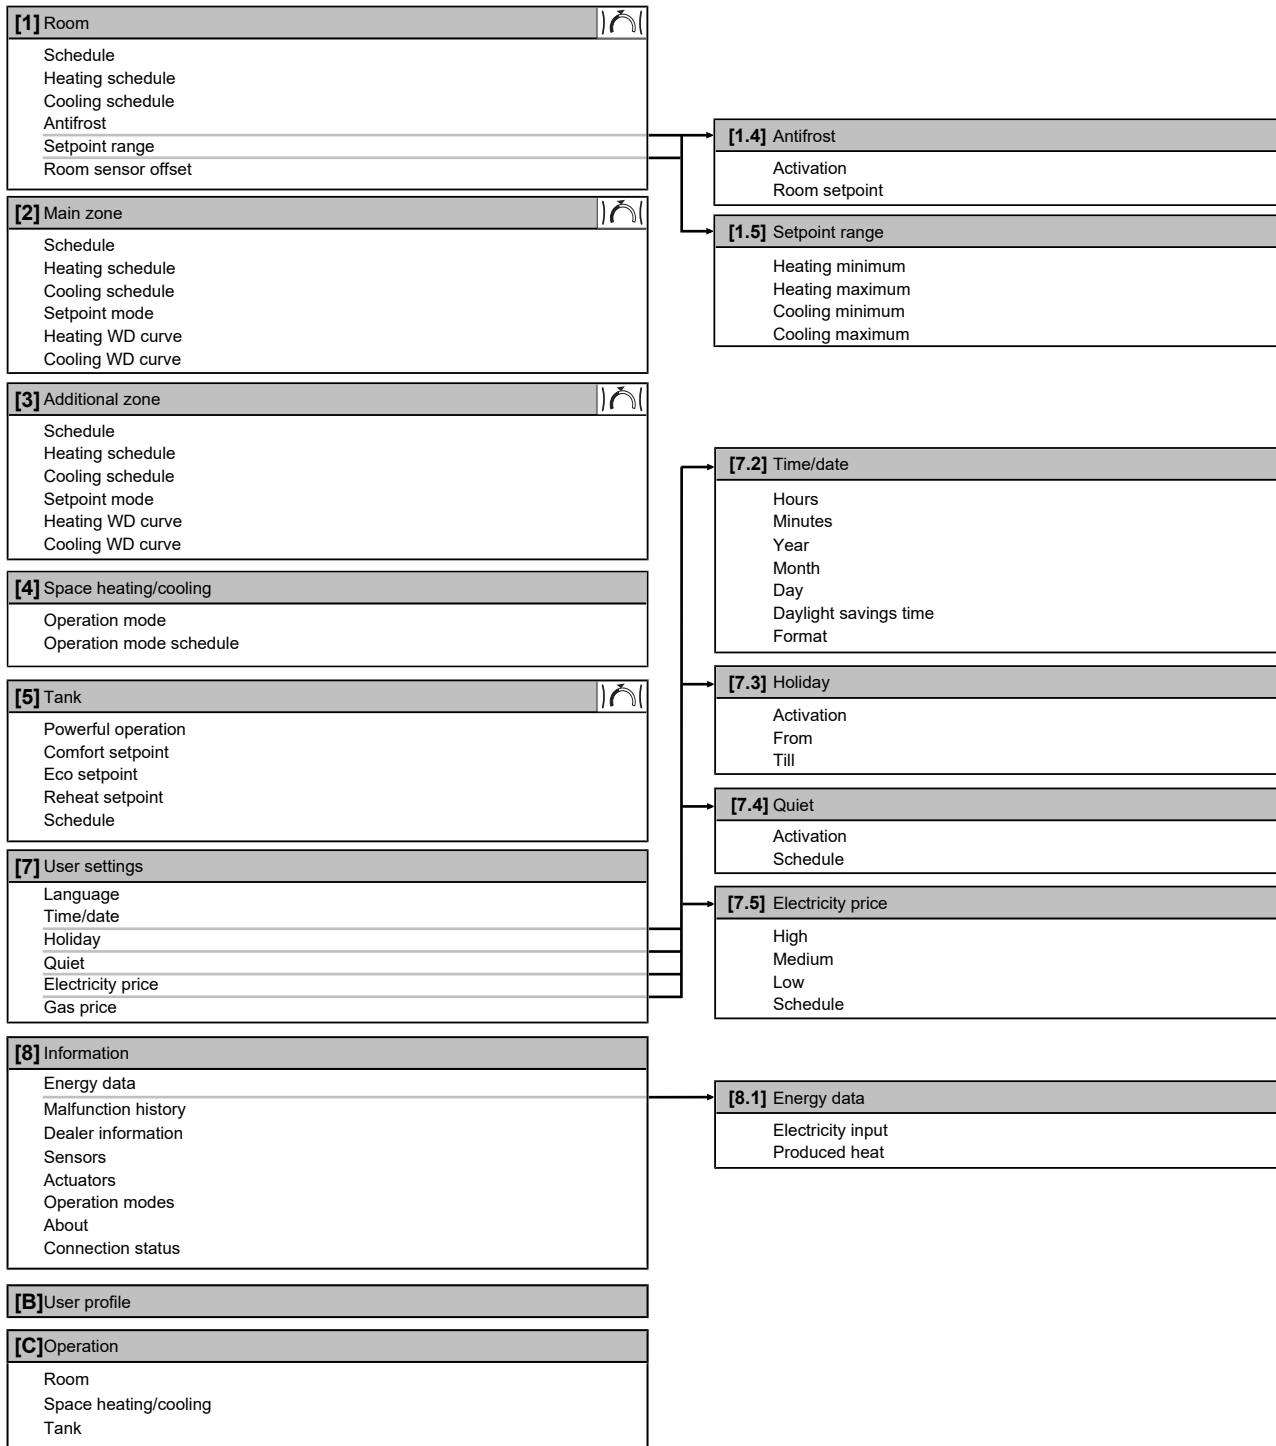 [1] Room
Schedule
Heating schedule
Cooling schedule
Antifrost
Setpoint range
Room sensor offset
[2] Main zone
Schedule
Heating schedule
Cooling schedule
Setpoint mode
Heating WD curve
Cooling WD curve
[3] Additional zone
Schedule
Heating schedule
Cooling schedule
Setpoint mode
Heating WD curve
Cooling WD curve
[4] Space heating/cooling
Operation mode
Operation mode schedule
[5] Tank
Powerful operation
Comfort setpoint
Eco setpoint
Reheat setpoint
Schedule
[7] User settings
Language
Time/date
Holiday
Quiet
Electricity price
Gas price
[8] Information
Energy data
Malfunction history
Dealer information
Sensors
Actuators
Operation modes
About
Connection status
[B] User profile
[C] Operation
Room
Space heating/cooling
Tank
[1.4] Antifrost
Activation
Room setpoint
[1.5] Setpoint range
Heating minimum
Heating maximum
Cooling minimum
Cooling maximum
[7.2] Time/date
Hours
Minutes
Year
Month
Day
Daylight savings time
Format
[7.3] Holiday
Activation
From
Till
[7.4] Quiet
Activation
Schedule
[7.5] Electricity price
High
Medium
Low
Schedule
[8.1] Energy data
Electricity input
Produced heat